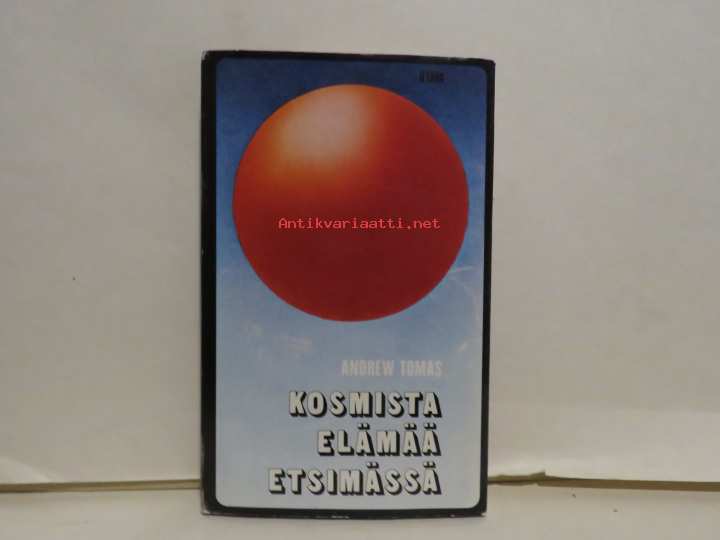 Antikvariaatti.net
ANDREW TOMAS
KOSMISTA
ELÄMÄÄ
ETSIMÄSSÄ